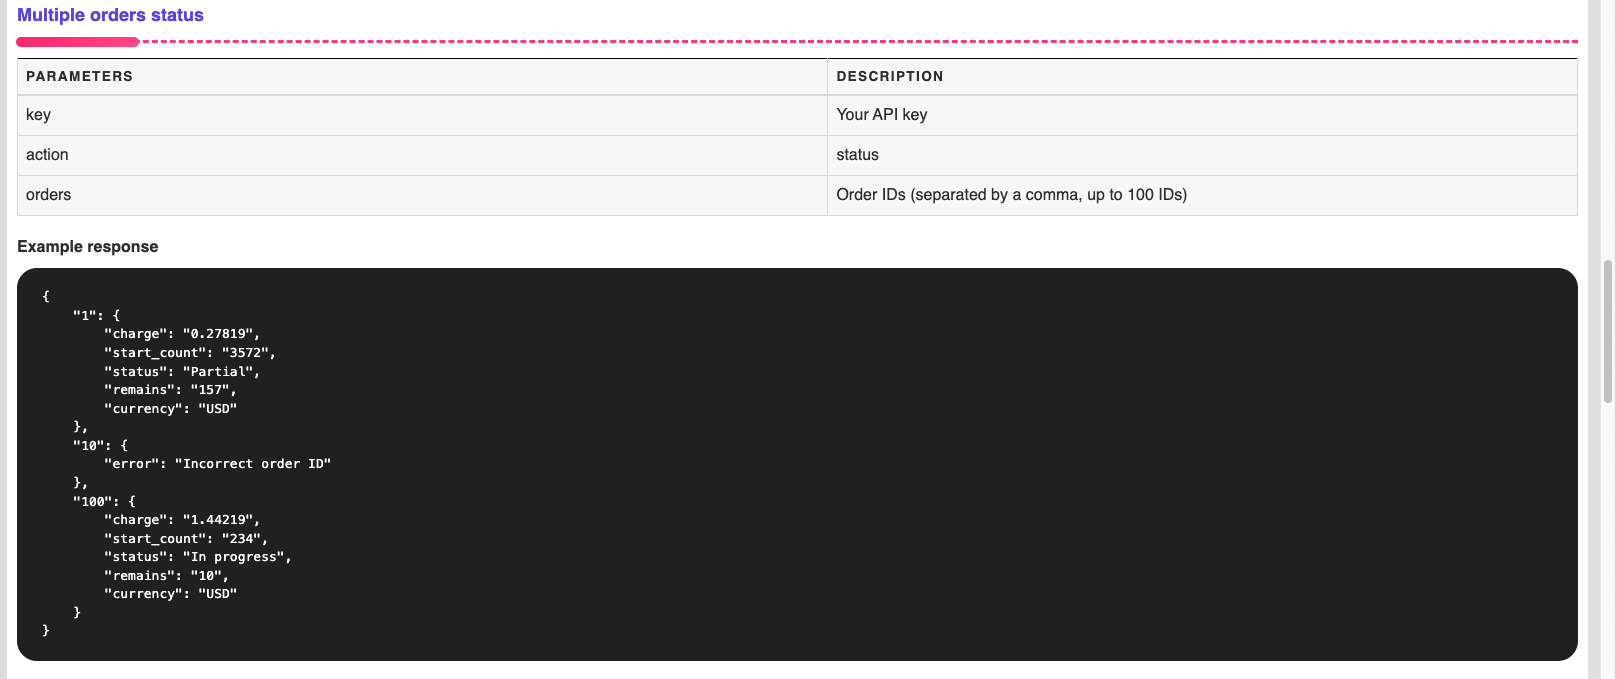 Multiple orders status
PARAMETERS DESCRIPTION
key Your API key
action status
orders Order IDs (separated by a comma, up to 100 IDs)
Example response
{
    "1": {
        "charge": "0.27819",
        "start_count": "3572",
        "status": "Partial",
        "remains": "157",
        "currency": "USD"
    },
    "10": {
        "error": "Incorrect order ID"
    },
    "100": {
        "charge": "1.44219",
        "start_count": "234",
        "status": "In progress",
        "remains": "10",
        "currency": "USD"
    }
}